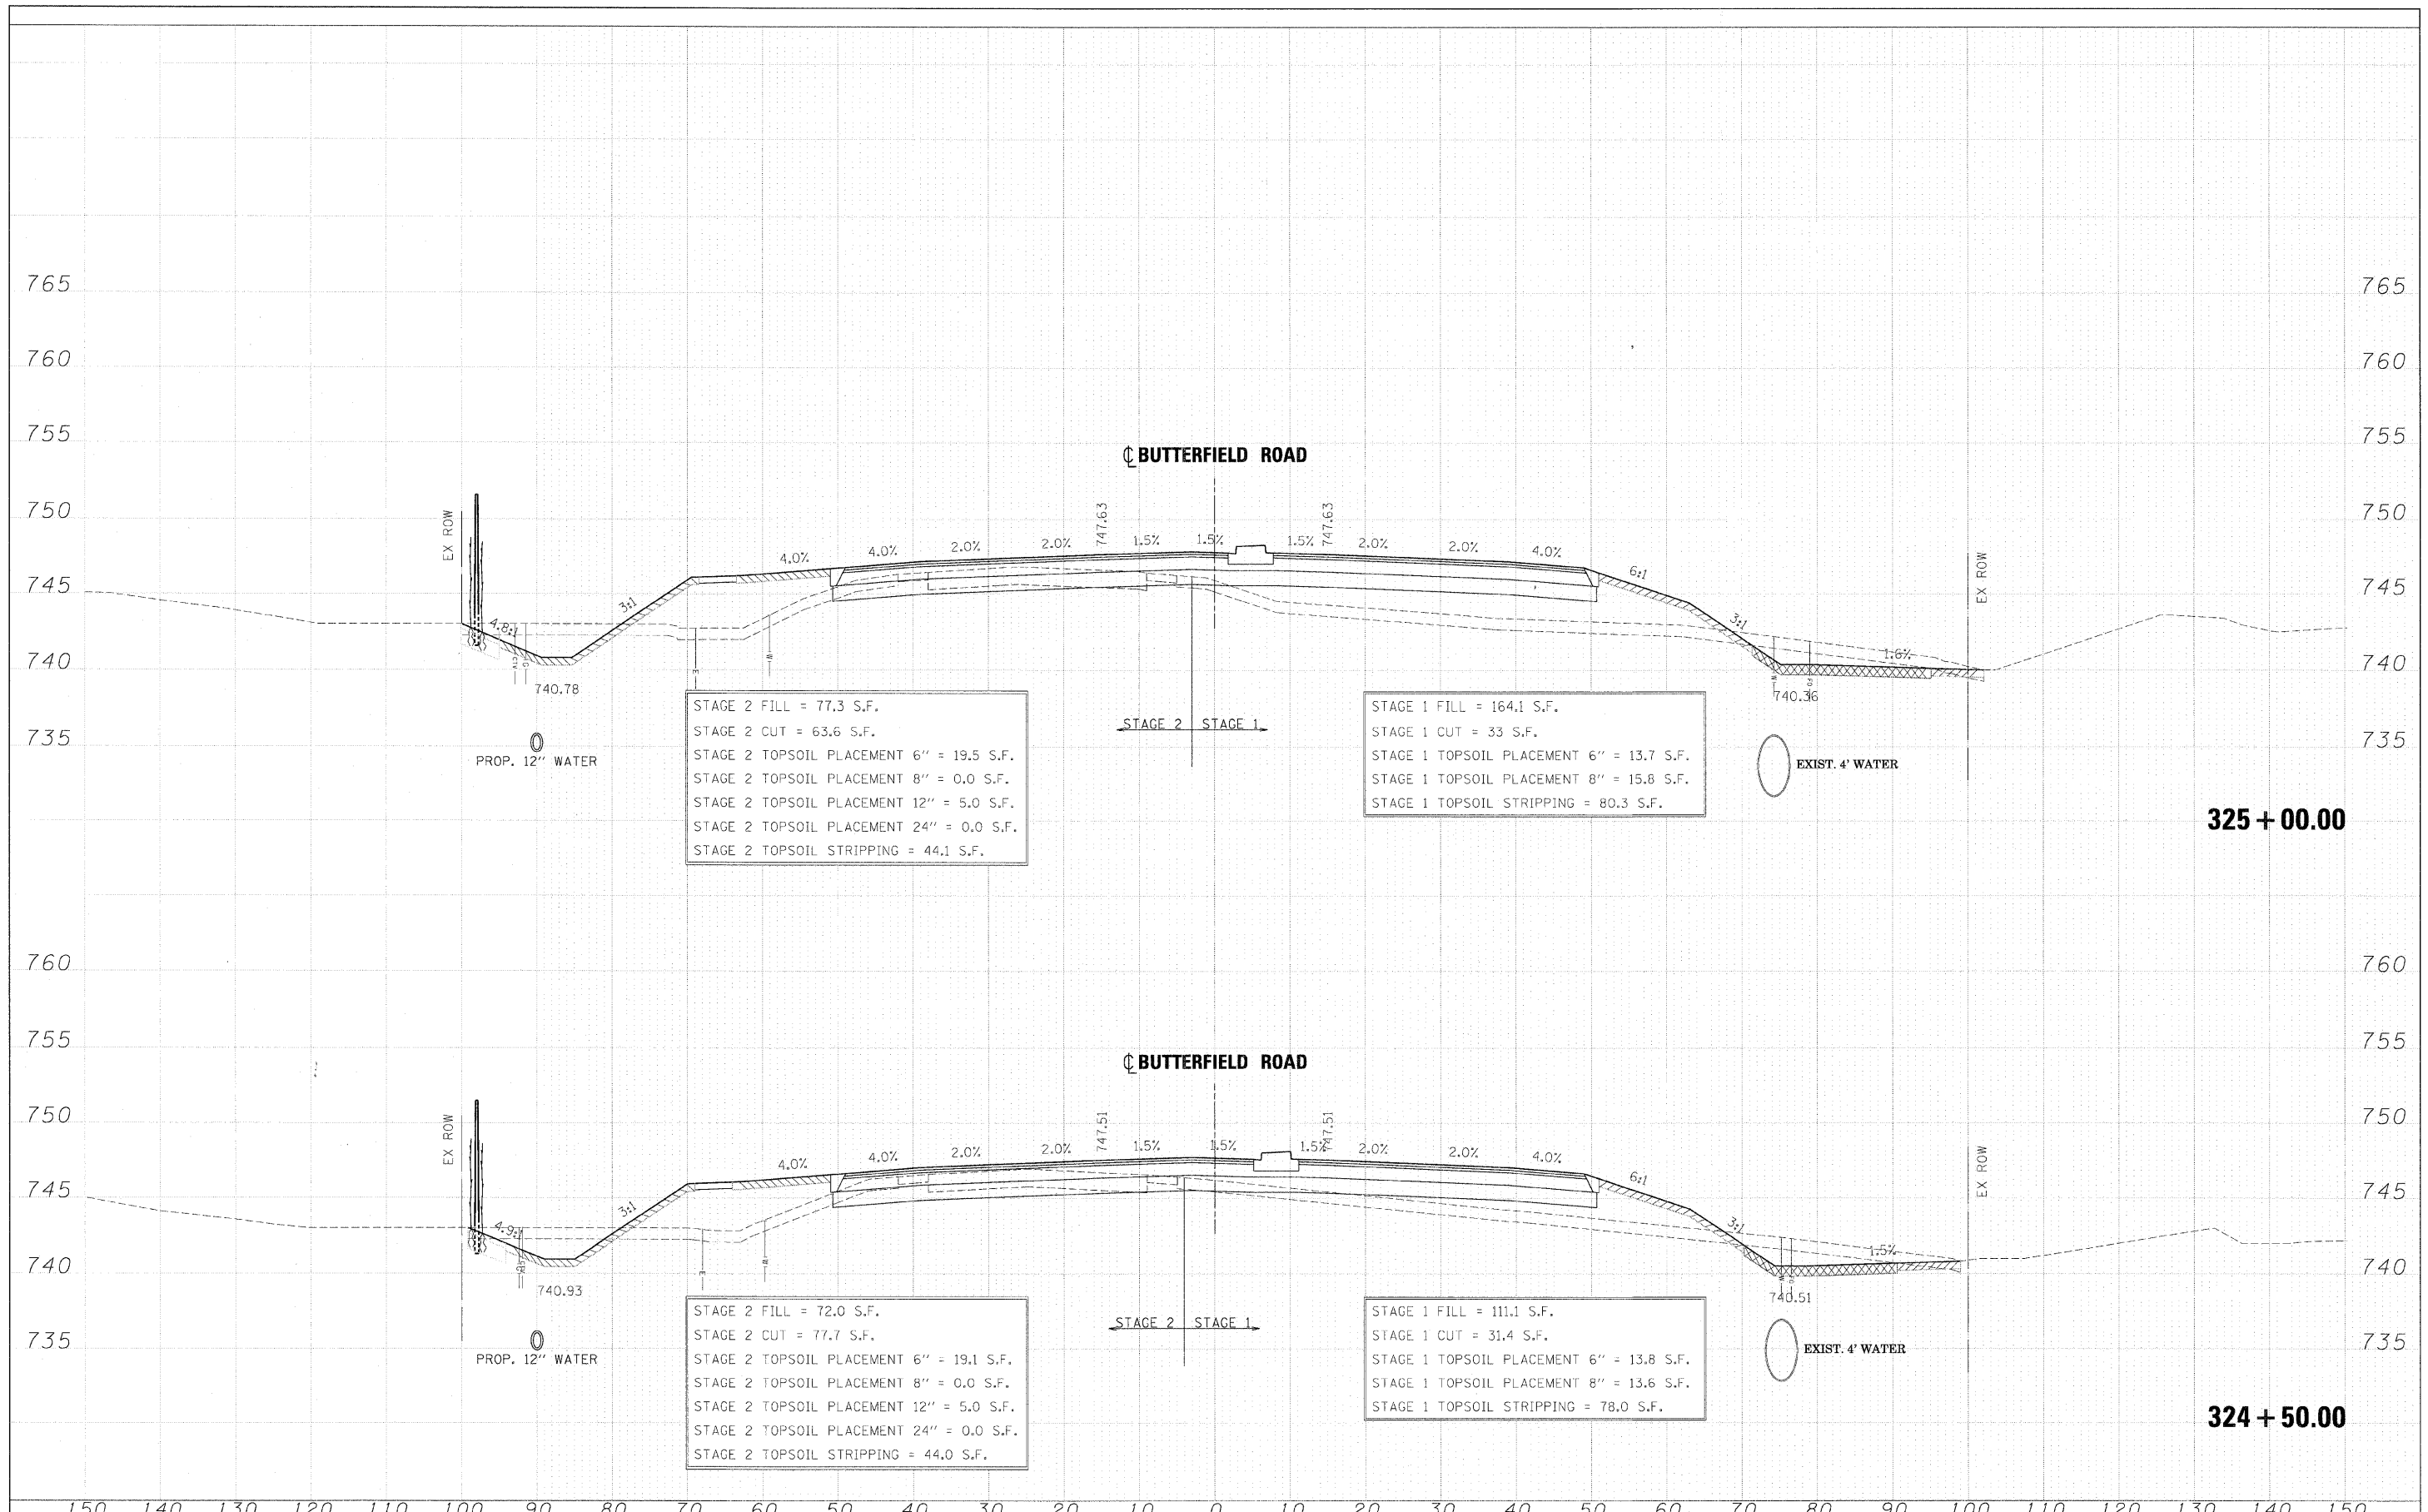 765 765
760 760
755 755
℄ BUTTERFIELD ROAD
750 EX ROW 747.63 747.63 750
4.0% 4.0% 2.0% 2.0% 1.5% 1.5% 1.5% 2.0% 2.0% 4.0%
745 3:1 6:1 EX ROW 745
4.8:1 3:1
740 CTV G E W 1.6% W FO 740
740.78 740.36
STAGE 2 FILL = 77.3 S.F.
STAGE 2 CUT = 63.6 S.F.
STAGE 2 TOPSOIL PLACEMENT 6'' = 19.5 S.F.
STAGE 2 TOPSOIL PLACEMENT 8'' = 0.0 S.F.
STAGE 2 TOPSOIL PLACEMENT 12'' = 5.0 S.F.
STAGE 2 TOPSOIL PLACEMENT 24'' = 0.0 S.F.
STAGE 2 TOPSOIL STRIPPING = 44.1 S.F.
STAGE 2 STAGE 1
STAGE 1 FILL = 164.1 S.F.
STAGE 1 CUT = 33 S.F.
STAGE 1 TOPSOIL PLACEMENT 6'' = 13.7 S.F.
STAGE 1 TOPSOIL PLACEMENT 8'' = 15.8 S.F.
STAGE 1 TOPSOIL STRIPPING = 80.3 S.F.
735 735
PROP. 12'' WATER
EXIST. 4' WATER
325+00.00
760 760
755 755
℄ BUTTERFIELD ROAD
750 EX ROW 747.51 747.51 750
4.0% 4.0% 2.0% 2.0% 1.5% 1.5% 1.5% 2.0% 2.0% 4.0%
745 3:1 6:1 EX ROW 745
4.9:1 3:1
740 E W 1.5% W FO 740
740.93 740.51
STAGE 2 FILL = 72.0 S.F.
STAGE 2 CUT = 77.7 S.F.
STAGE 2 TOPSOIL PLACEMENT 6'' = 19.1 S.F.
STAGE 2 TOPSOIL PLACEMENT 8'' = 0.0 S.F.
STAGE 2 TOPSOIL PLACEMENT 12'' = 5.0 S.F.
STAGE 2 TOPSOIL PLACEMENT 24'' = 0.0 S.F.
STAGE 2 TOPSOIL STRIPPING = 44.0 S.F.
STAGE 2 STAGE 1
STAGE 1 FILL = 111.1 S.F.
STAGE 1 CUT = 31.4 S.F.
STAGE 1 TOPSOIL PLACEMENT 6'' = 13.8 S.F.
STAGE 1 TOPSOIL PLACEMENT 8'' = 13.6 S.F.
STAGE 1 TOPSOIL STRIPPING = 78.0 S.F.
735 735
PROP. 12'' WATER
EXIST. 4' WATER
324+50.00
150 140 130 120 110 100 90 80 70 60 50 40 30 20 10 0 10 20 30 40 50 60 70 80 90 100 110 120 130 140 150